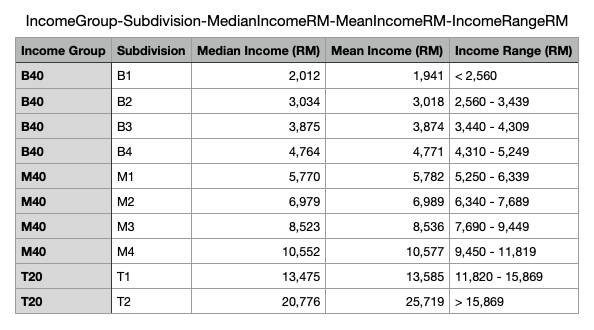 IncomeGroup-Subdivision-MedianIncomeRM-MeanIncomeRM-IncomeRangeRM
Income Group Subdivision Median Income (RM) Mean Income (RM) Income Range (RM)
B40 B1 2,012 1,941 < 2,560
B40 B2 3,034 3,018 2,560 - 3,439
B40 B3 3,875 3,874 3,440 - 4,309
B40 B4 4,764 4,771 4,310 - 5,249
M40 M1 5,770 5,782 5,250 - 6,339
M40 M2 6,979 6,989 6,340 - 7,689
M40 M3 8,523 8,536 7,690 - 9,449
M40 M4 10,552 10,577 9,450 - 11,819
T20 T1 13,475 13,585 11,820 - 15,869
T20 T2 20,776 25,719 > 15,869